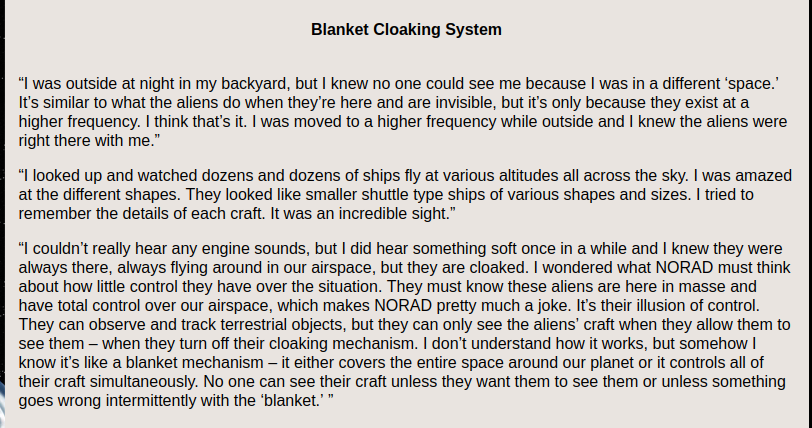 Blanket Cloaking System
“I was outside at night in my backyard, but I knew no one could see me because I was in a different ‘space.’
It’s similar to what the aliens do when they’re here and are invisible, but it’s only because they exist at a
higher frequency. I think that’s it. I was moved to a higher frequency while outside and I knew the aliens were
right there with me.”
“I looked up and watched dozens and dozens of ships fly at various altitudes all across the sky. I was amazed
at the different shapes. They looked like smaller shuttle type ships of various shapes and sizes. I tried to
remember the details of each craft. It was an incredible sight.”
“I couldn’t really hear any engine sounds, but I did hear something soft once in a while and I knew they were
always there, always flying around in our airspace, but they are cloaked. I wondered what NORAD must think
about how little control they have over the situation. They must know these aliens are here in masse and
have total control over our airspace, which makes NORAD pretty much a joke. It’s their illusion of control.
They can observe and track terrestrial objects, but they can only see the aliens’ craft when they allow them to
see them – when they turn off their cloaking mechanism. I don’t understand how it works, but somehow I
know it’s like a blanket mechanism – it either covers the entire space around our planet or it controls all of
their craft simultaneously. No one can see their craft unless they want them to see them or unless something
goes wrong intermittently with the ‘blanket.’ ”